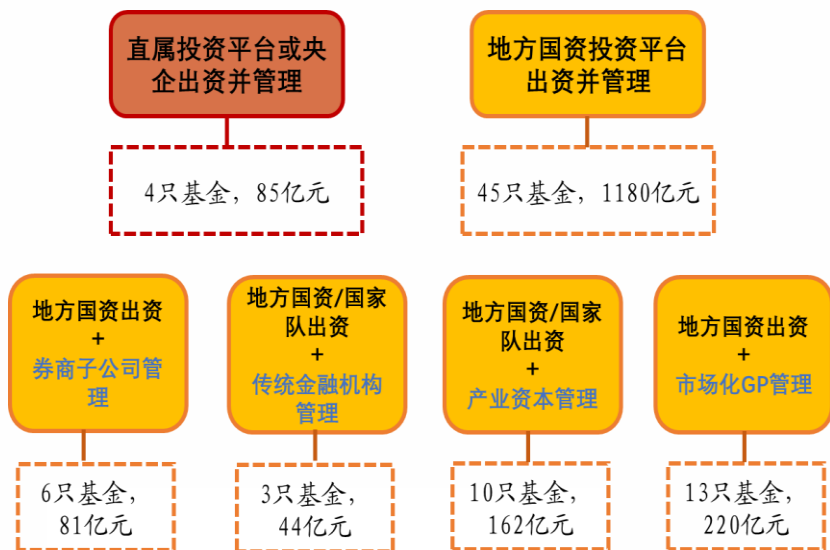 直属投资平台或央
企出资并管理
地方国资投资平台
出资并管理
4只基金，85亿元
45只基金，1180亿元
地方国资出资
+
券商子公司管
理
地方国资/国家
队出资
+
传统金融机构
管理
地方国资/国家
队出资
+
产业资本管理
地方国资出资
+
市场化GP管理
6只基金，
81亿元
3只基金，
44亿元
10只基金，
162亿元
13只基金，
220亿元